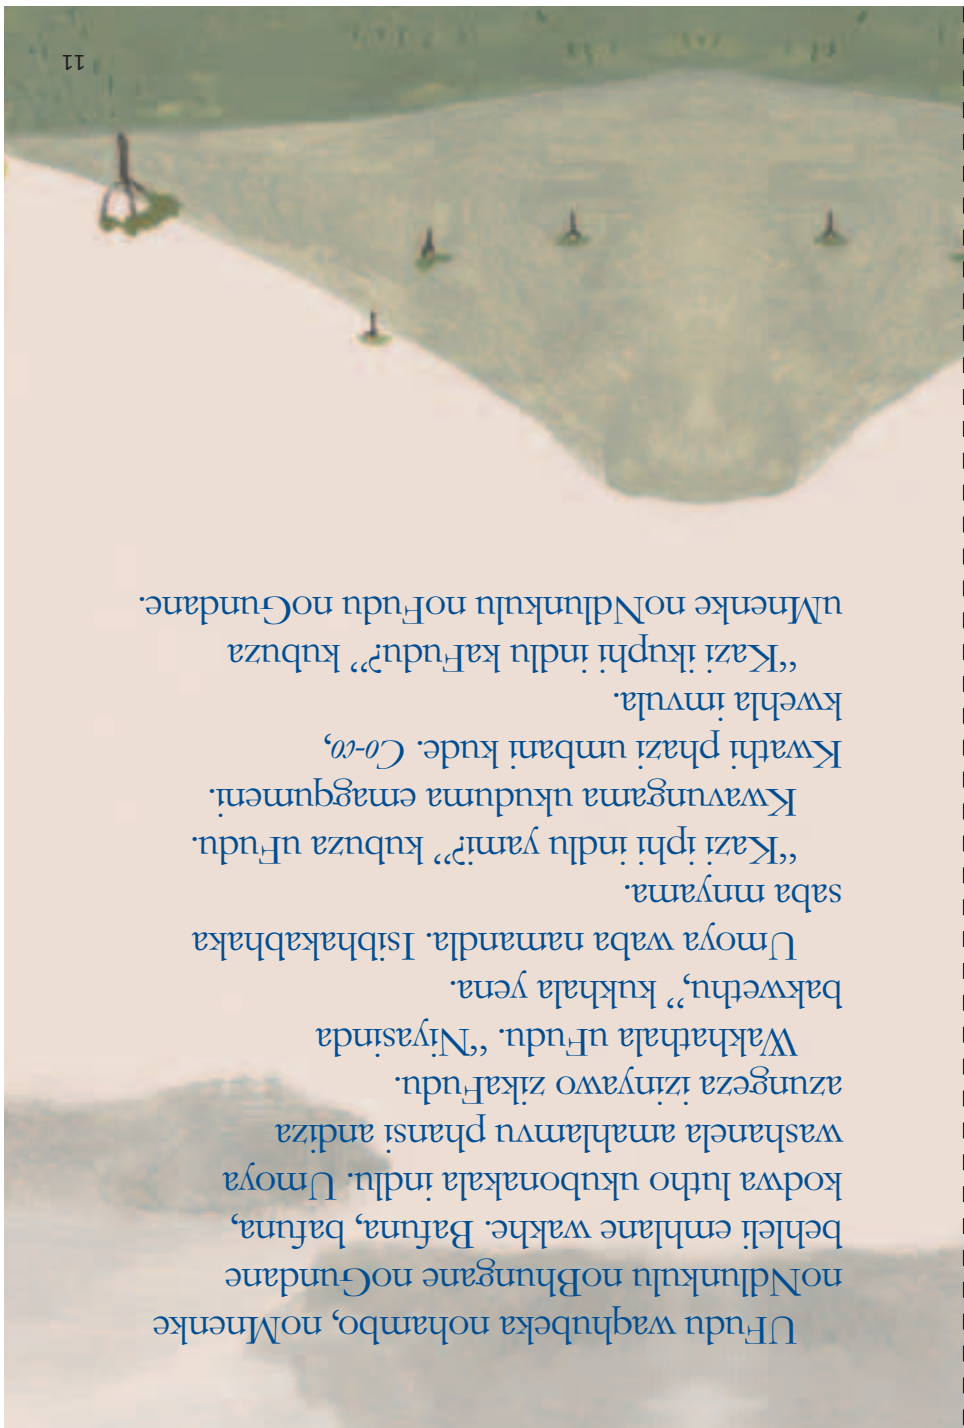 UFudu waqhubeka nohambo, noMnenke
noNdlunkulu noBhungane noGundane
behleli emhlane wakhe. Bafuna, bafuna,
kodwa lutho ukubonakala indlu. Umoya
washanela amahlamvu phansi andiza
azungeza izinyawo zikaFudu.
Wakhathala uFudu. “Niyasinda
bakwethu,” kukhala yena.
Umoya waba namandla. Isibhakabhaka
saba mnyama.
“Kazi iphi indlu yami?” kubuza uFudu.
Kwavungama ukuduma emagqumeni.
Kwathi phazi umbani kude. Co-co,
kwehla imvula.
“Kazi ikuphi indlu kaFudu?” kubuza
uMnenke noNdlunkulu noFudu noGundane.
11